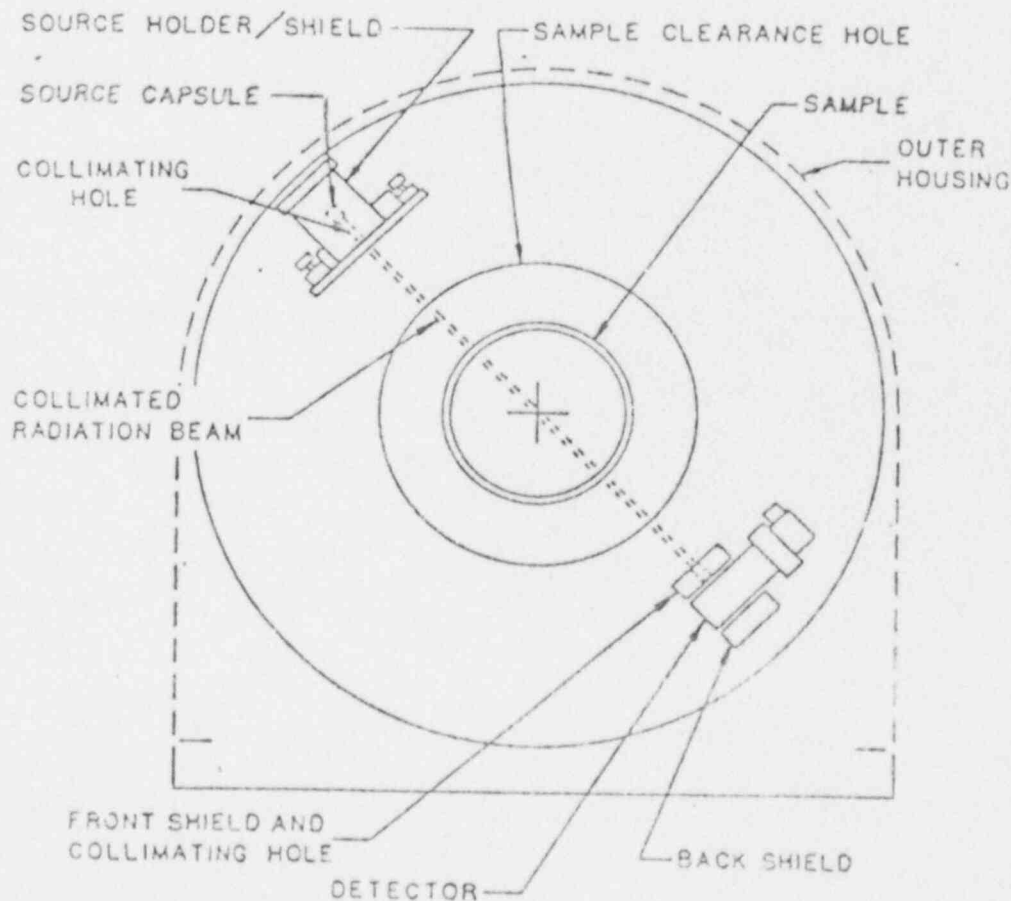 SOURCE HOLDER/SHIELD
SAMPLE CLEARANCE HOLE
SOURCE CAPSULE
SAMPLE
COLLIMATING
HOLE
OUTER
HOUSING
COLLIMATED
RADIATION BEAM
FRONT SHIELD AND
COLLIMATING HOLE
BACK SHIELD
DETECTOR